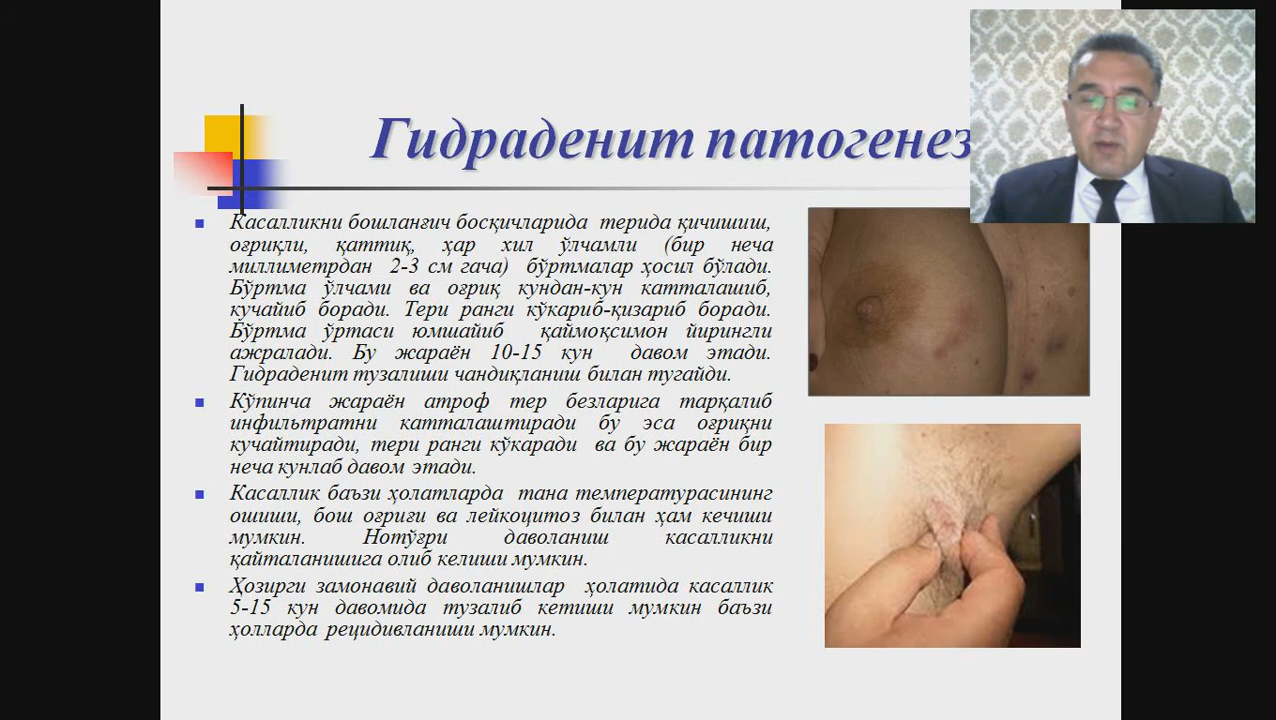 Гидраденит патогенез
Касалликни бошланғич босқичларида терида қичишиш,
оғриқли, қаттиқ, ҳар хил ўлчамли (бир неча
миллиметрдан 2-3 см гача) бўртмалар ҳосил бўлади.
Бўртма ўлчами ва оғриқ кундан-кун катталашиб,
кучайиб боради. Тери ранги кўкариб-қизариб боради.
Бўртма ўртаси юмшайиб қаймоқсимон йирингли
ажралади. Бу жараён 10-15 кун давом этади.
Гидраденит тузалиши чандиқланиш билан тугайди.
Кўпинча жараён атроф тер безларига тарқалиб
инфильтратни катталаштиради бу эса оғриқни
кучайтиради, тери ранги кўкаради ва бу жараён бир
неча кунлаб давом этади.
Касаллик баъзи ҳолатларда тана температурасининг
ошиши, бош оғриғи ва лейкоцитоз билан ҳам кечиши
мумкин. Нотўғри даволаниш касалликни
қайталанишига олиб келиши мумкин.
Ҳозирги замонавий даволанишлар ҳолатида касаллик
5-15 кун давомида тузалиб кетиши мумкин баъзи
ҳолларда рецидивланиши мумкин.